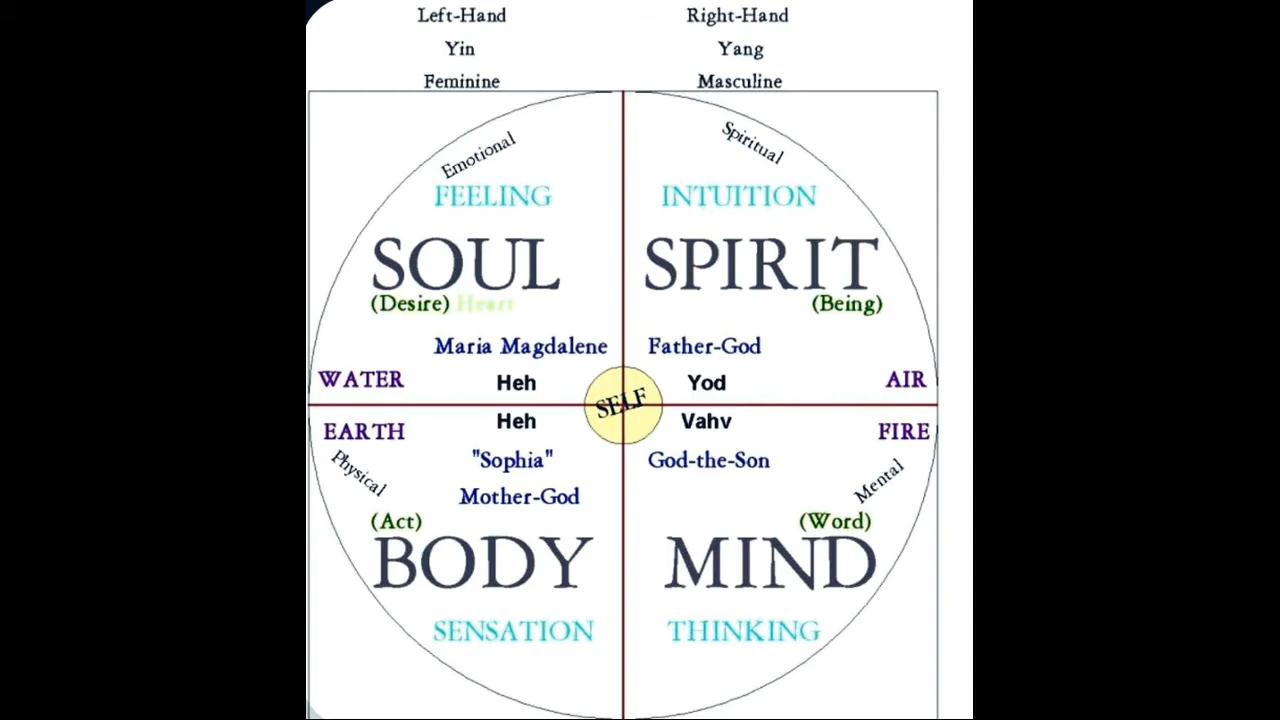 Left-Hand Right-Hand
Yin Yang
Feminine Masculine
Emotional Spiritual
FEELING INTUITION
SOUL SPIRIT
(Desire) Heart (Being)
Maria Magdalene Father-God
WATER Heh Yod AIR
SELF
EARTH Heh Vahv FIRE
"Sophia" God-the-Son
Physical Mental
Mother-God
(Act) (Word)
BODY MIND
SENSATION THINKING